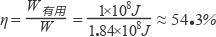 η = W有用 / W = 1×10⁸J / 1.84×10⁸J ≈ 54.3%